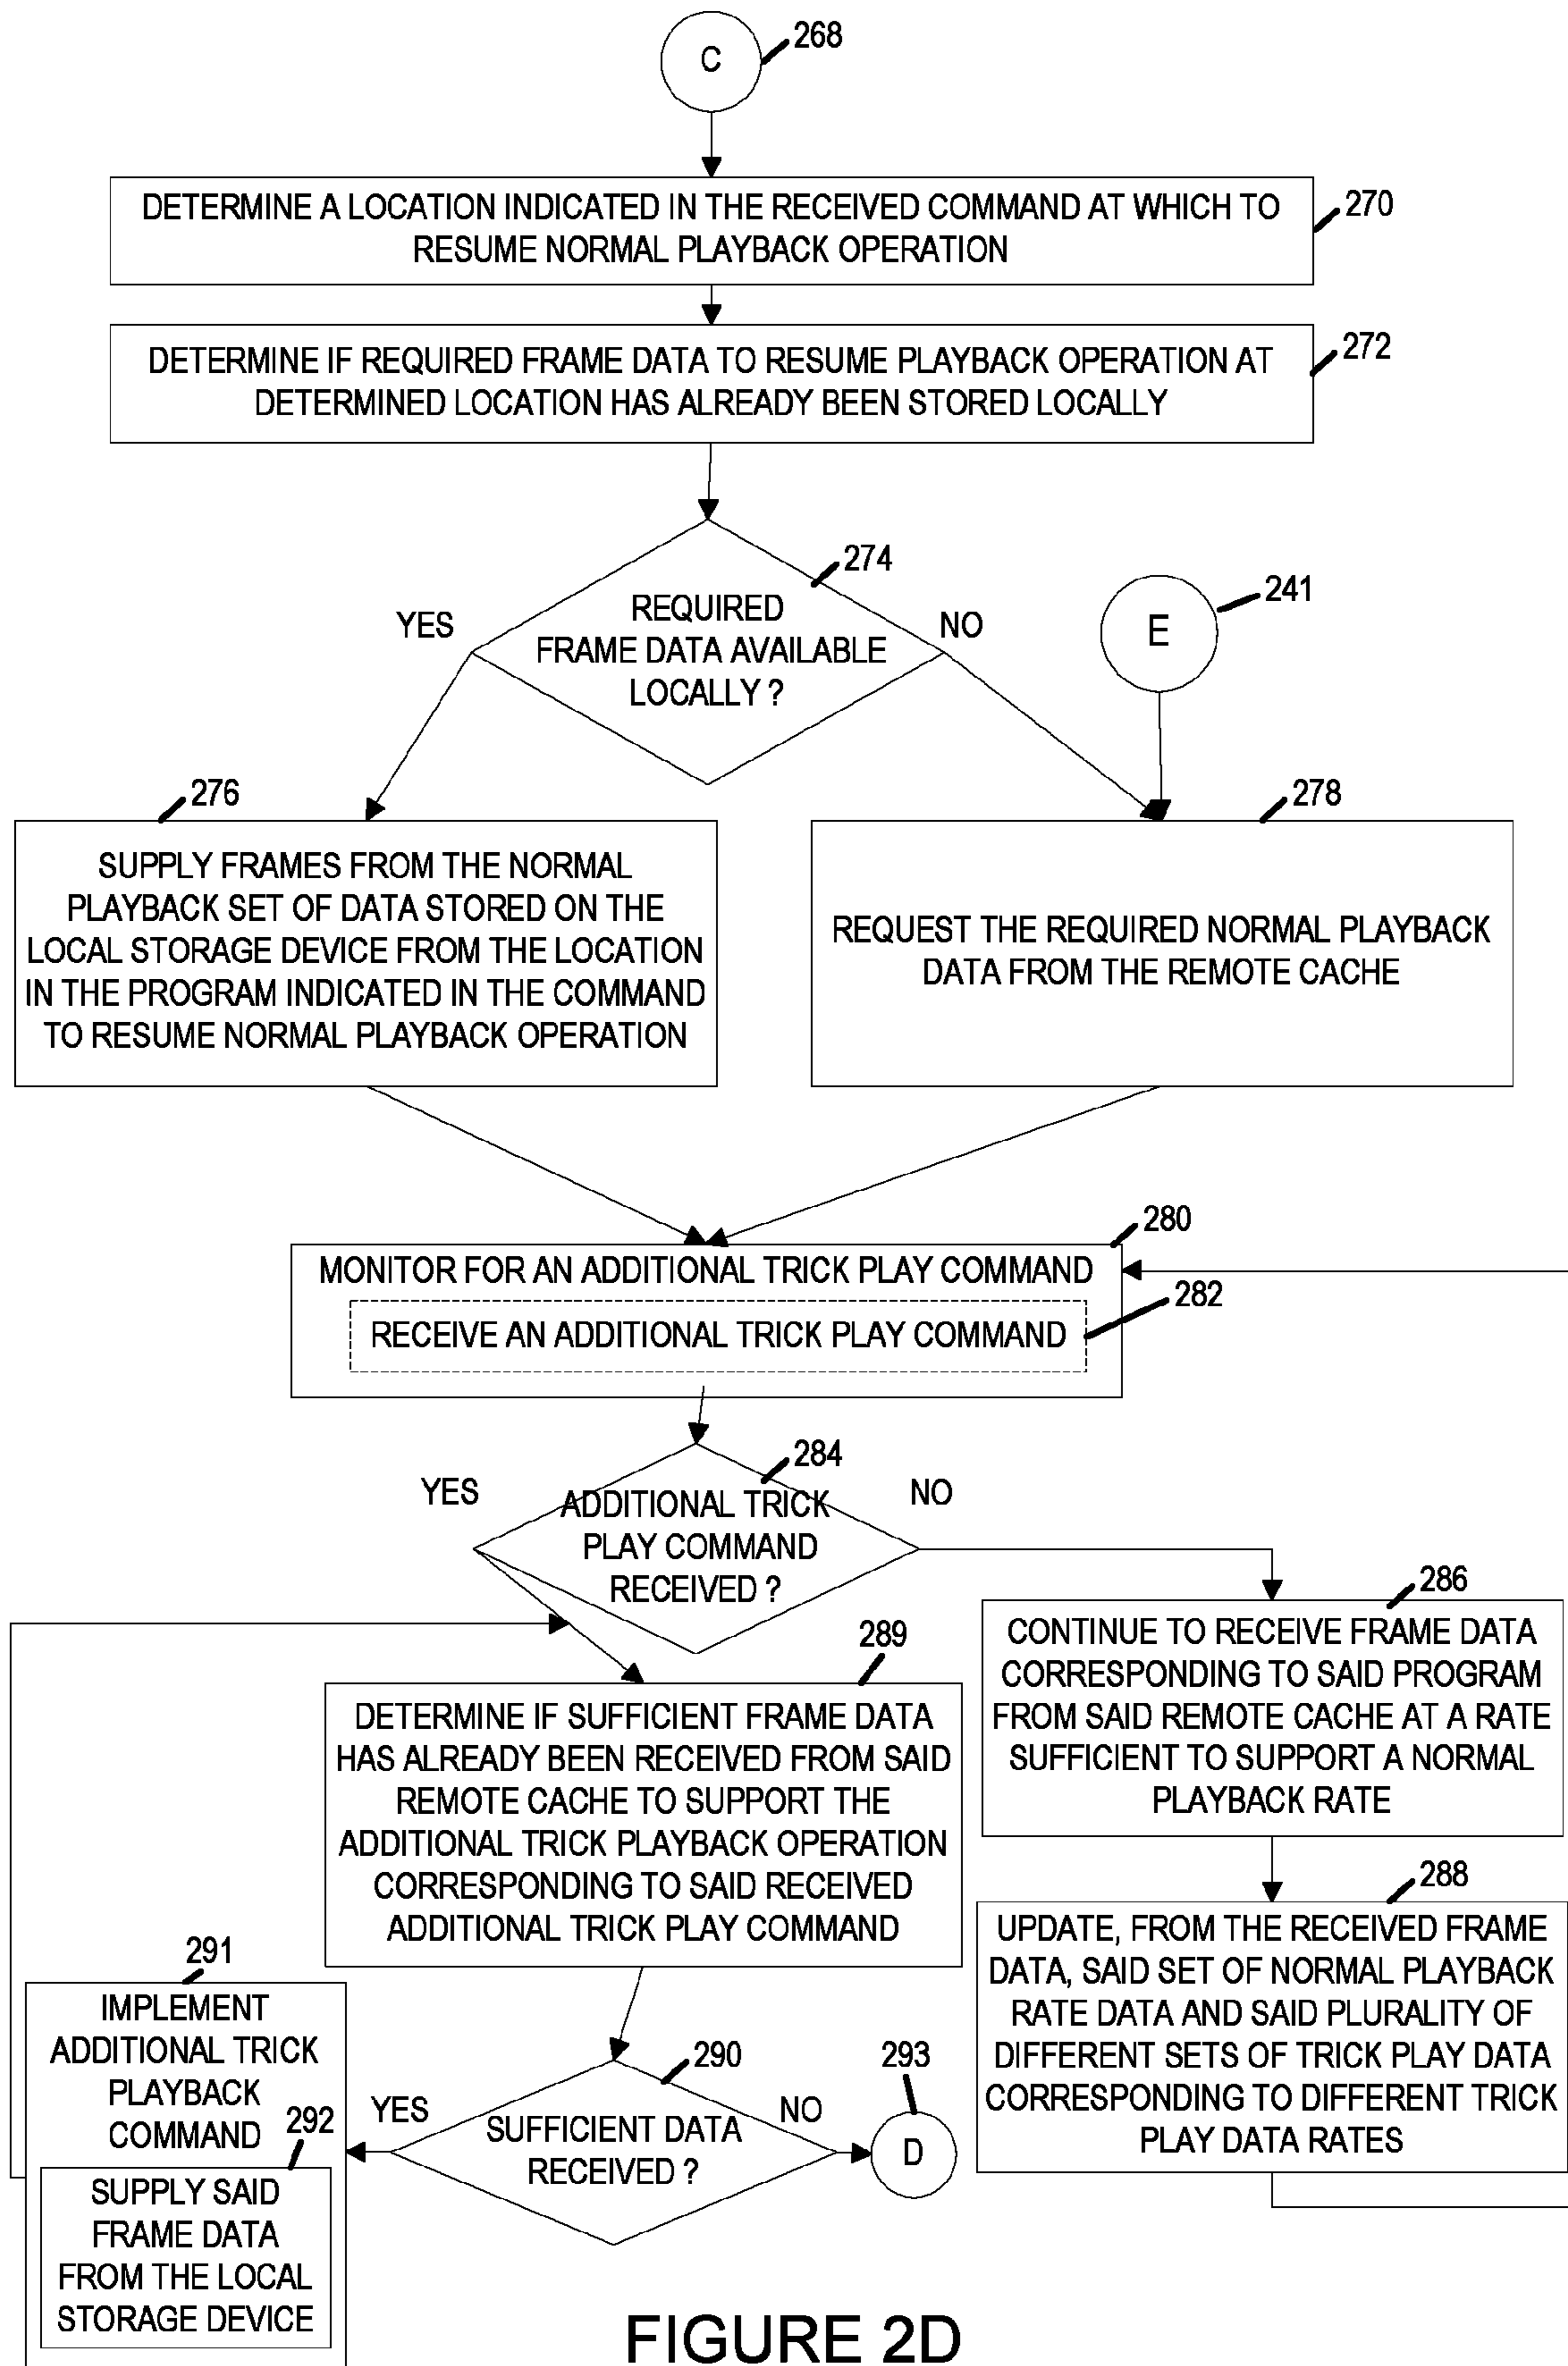 C
268
DETERMINE A LOCATION INDICATED IN THE RECEIVED COMMAND AT WHICH TO
RESUME NORMAL PLAYBACK OPERATION
270
DETERMINE IF REQUIRED FRAME DATA TO RESUME PLAYBACK OPERATION AT
DETERMINED LOCATION HAS ALREADY BEEN STORED LOCALLY
272
274
YES
REQUIRED
FRAME DATA AVAILABLE
LOCALLY ?
NO
E
241
276
SUPPLY FRAMES FROM THE NORMAL
PLAYBACK SET OF DATA STORED ON THE
LOCAL STORAGE DEVICE FROM THE LOCATION
IN THE PROGRAM INDICATED IN THE COMMAND
TO RESUME NORMAL PLAYBACK OPERATION
278
REQUEST THE REQUIRED NORMAL PLAYBACK
DATA FROM THE REMOTE CACHE
280
MONITOR FOR AN ADDITIONAL TRICK PLAY COMMAND
282
RECEIVE AN ADDITIONAL TRICK PLAY COMMAND
284
YES
ADDITIONAL TRICK
PLAY COMMAND
RECEIVED ?
NO
286
CONTINUE TO RECEIVE FRAME DATA
CORRESPONDING TO SAID PROGRAM
FROM SAID REMOTE CACHE AT A RATE
SUFFICIENT TO SUPPORT A NORMAL
PLAYBACK RATE
288
UPDATE, FROM THE RECEIVED FRAME
DATA, SAID SET OF NORMAL PLAYBACK
RATE DATA AND SAID PLURALITY OF
DIFFERENT SETS OF TRICK PLAY DATA
CORRESPONDING TO DIFFERENT TRICK
PLAY DATA RATES
289
DETERMINE IF SUFFICIENT FRAME DATA
HAS ALREADY BEEN RECEIVED FROM SAID
REMOTE CACHE TO SUPPORT THE
ADDITIONAL TRICK PLAYBACK OPERATION
CORRESPONDING TO SAID RECEIVED
ADDITIONAL TRICK PLAY COMMAND
290
YES
SUFFICIENT DATA
RECEIVED ?
NO
293
D
291
IMPLEMENT
ADDITIONAL TRICK
PLAYBACK
COMMAND
292
SUPPLY SAID
FRAME DATA
FROM THE LOCAL
STORAGE DEVICE
FIGURE 2D